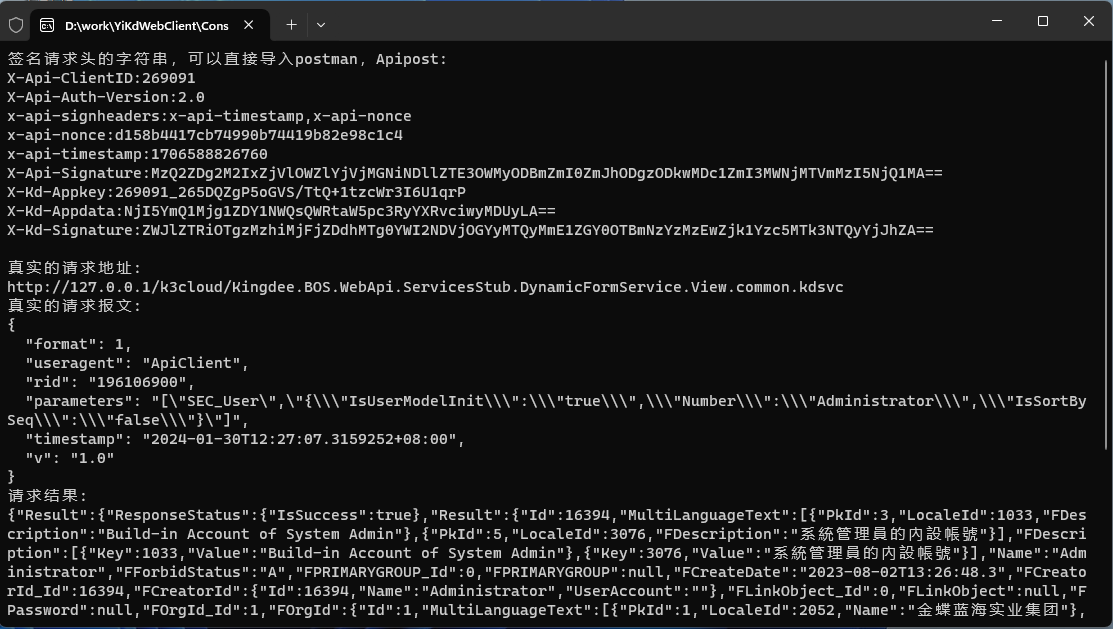 D:\work\YiKdWebClient\Cons
签名请求头的字符串，可以直接导入postman，Apipost:
X-Api-ClientID:269091
X-Api-Auth-Version:2.0
x-api-signheaders:x-api-timestamp,x-api-nonce
x-api-nonce:d158b4417cb74990b74419b82e98c1c4
x-api-timestamp:1706588826760
X-Api-Signature:MzQ2ZDg2M2IxZjVlOWZlYjVjMGNiNDllZTE3OWMyODBmZmI0ZmJhODgzODkwMDc1ZmI3MWNjMTVmMzI5NjQ1MA==
X-Kd-Appkey:269091_265DQZgP5oGVS/TtQ+1tzcWr3I6U1qrP
X-Kd-Appdata:NjI5YmQ1Mjg1ZDY1NWQsQWRtaW5pc3RyYXRvciwyMDUyLA==
X-Kd-Signature:ZWJlZTRiOTgzMzhiMjFjZDdhMTg0YWI2NDVjOGYyMTQyMmE1ZGY0OTBmNzYzMzEwZjk1Yzc5MTk3NTQyYjJhZA==
真实的请求地址:
http://127.0.0.1/k3cloud/Kingdee.BOS.WebApi.ServicesStub.DynamicFormService.View.common.kdsvc
真实的请求报文:
{
"format": 1,
"useragent": "ApiClient",
"rid": "196106900",
"parameters": "[\"SEC_User\",\"{\\\"IsUserModelInit\\\":\\\"true\\\",\\\"Number\\\":\\\"Administrator\\\",\\\"IsSortBy
Seq\\\":\\\"false\\\"}\"]",
"timestamp": "2024-01-30T12:27:07.3159252+08:00",
"v": "1.0"
}
请求结果:
{"Result":{"ResponseStatus":{"IsSuccess":true},"Result":{"Id":16394,"MultiLanguageText":[{"PkId":3,"LocaleId":1033,"FDes
cription":"Build-in Account of System Admin"},{"PkId":5,"LocaleId":3076,"FDescription":"系統管理員的內設帳號"}],"FDescri
ption":[{"Key":1033,"Value":"Build-in Account of System Admin"},{"Key":3076,"Value":"系統管理員的內設帳號"}],"Name":"Adm
inistrator","FForbidStatus":"A","FPRIMARYGROUP_Id":0,"FPRIMARYGROUP":null,"FCreateDate":"2023-08-02T13:26:48.3","FCreato
rId_Id":16394,"FCreatorId":{"Id":16394,"Name":"Administrator","UserAccount":""},"FLinkObject_Id":0,"FLinkObject":null,"F
Password":null,"FOrgId_Id":1,"FOrgId":{"Id":1,"MultiLanguageText":[{"PkId":1,"LocaleId":2052,"Name":"金蝶蓝海实业集团"},